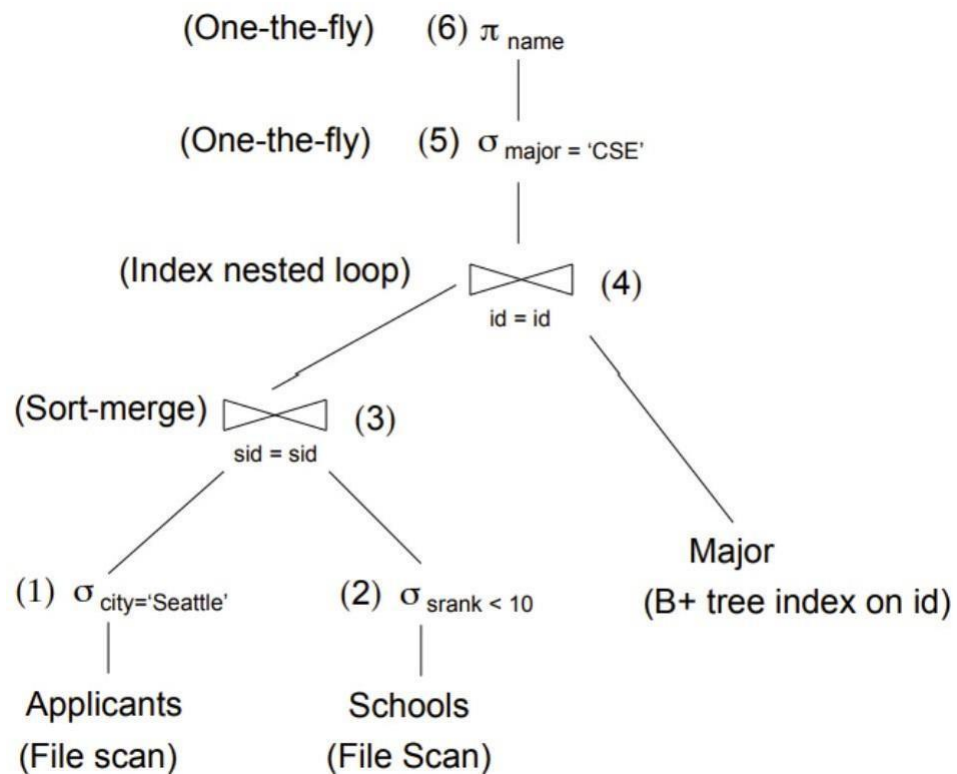 (One-the-fly) (6) π name
(One-the-fly) (5) σ major = ‘CSE’
(Index nested loop) (4)
id = id
(Sort-merge) (3)
sid = sid
(1) σ city=‘Seattle’ (2) σ srank < 10
Major
(B+ tree index on id)
Applicants Schools
(File scan) (File Scan)